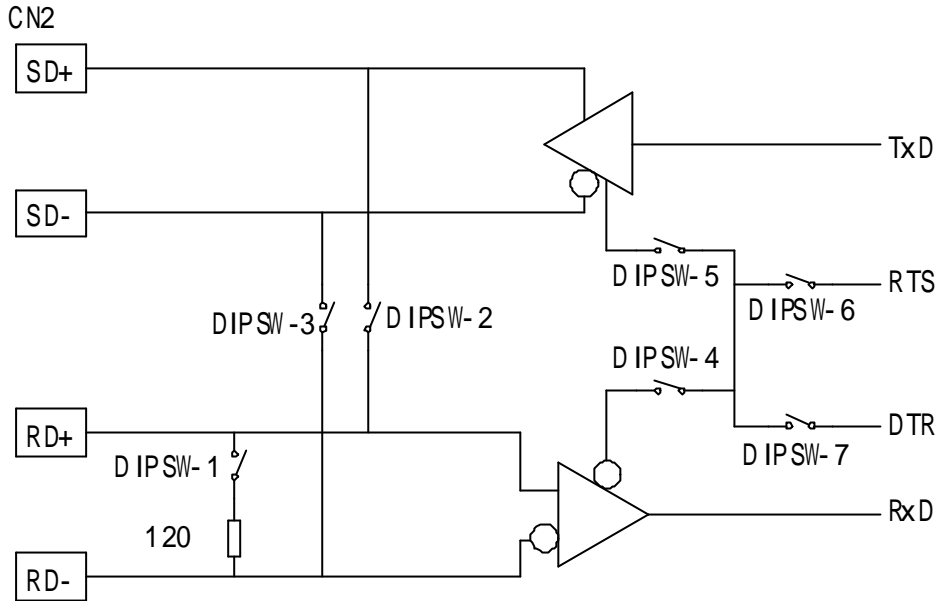 CN2
SD+
TxD
SD-
DIPSW-5
RTS
DIPSW-6
DIPSW-3
DIPSW-2
DIPSW-4
RD+
DTR
DIPSW-7
DIPSW-1
RxD
120
RD-